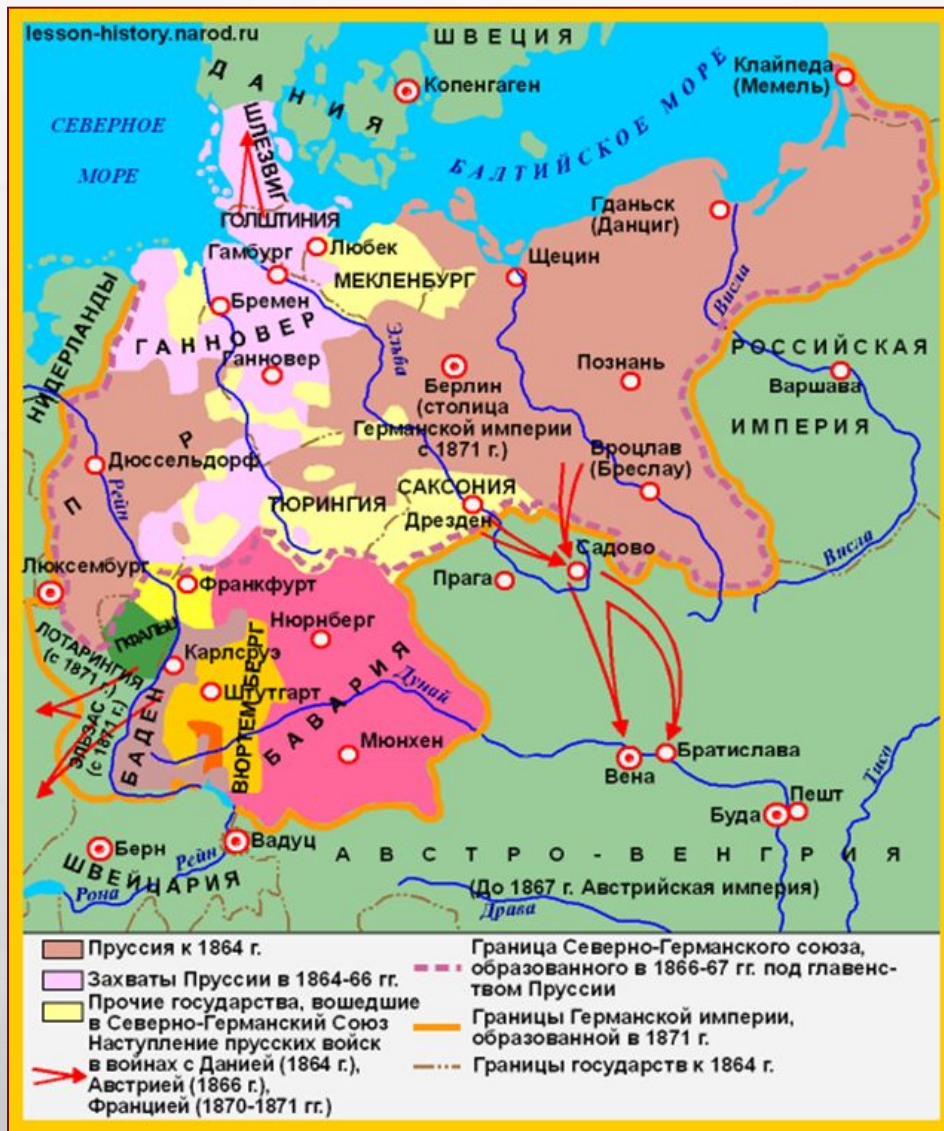 lesson-history.narod.ru
ШВЕЦИЯ
ДАНИЯ
Копенгаген
Клайпеда
(Мемель)
СЕВЕРНОЕ
МОРЕ
БАЛТИЙСКОЕ МОРЕ
ШЛЕЗВИГ
ГОЛШТИНИЯ
Гданьск
(Данциг)
Любек
Гамбург
МЕКЛЕНБУРГ
Щецин
Висла
НИДЕРЛАНДЫ
Бремен
ГАННОВЕР
Эльба
РОССИЙСКАЯ
Ганновер
Берлин
(столица
Германской империи
с 1871 г.)
Познань
Варшава
ИМПЕРИЯ
П Р
Дюссельдорф
Рейн
Вроцлав
(Бреслау)
САКСОНИЯ
ТЮРИНГИЯ
Дрезден
Садово
Висла
Люксембург
Франкфурт
Прага
ПФАЛЬЦ
Нюрнберг
ЛОТАРИНГИЯ
(с 1871 г.)
Карлсруэ
ЭЛЬЗАС
(с 1871 г.)
БАДЕН
Штутгарт
ВЮРТЕМБЕРГ
БАВАРИЯ
Дунай
Мюнхен
Вена
Братислава
Тисо
Пешт
Буда
Берн
Вадуц
Рейн
ШВЕЙЦАРИЯ
Рона
АВСТРО-ВЕНГРИЯ
(До 1867 г. Австрийская империя)
Драва
Пруссия к 1864 г.
Захваты Пруссии в 1864-66 гг.
Прочие государства, вошедшие
в Северно-Германский Союз
Наступление прусских войск
в войнах с Данией (1864 г.),
Австрией (1866 г.),
Францией (1870-1871 гг.)
Граница Северно-Германского союза,
образованного в 1866-67 гг. под главенс-
твом Пруссии
Границы Германской империи,
образованной в 1871 г.
Границы государств к 1864 г.